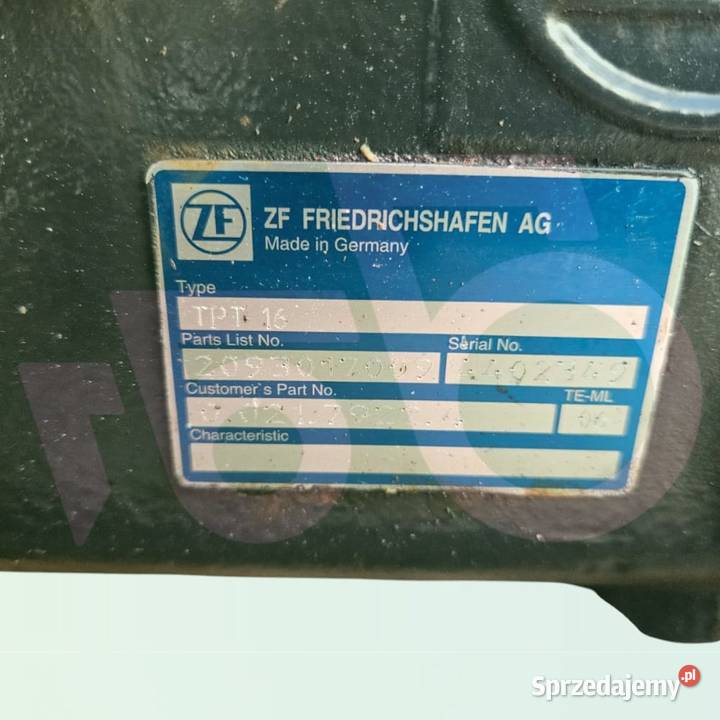 ZF
ZF FRIEDRICHSHAFEN AG
Made in Germany
Type
TPT 16
Parts List No.
Serial No.
4402349
Customer's Part No.
TE-ML
06
Characteristic
Sprzedajemy.pl